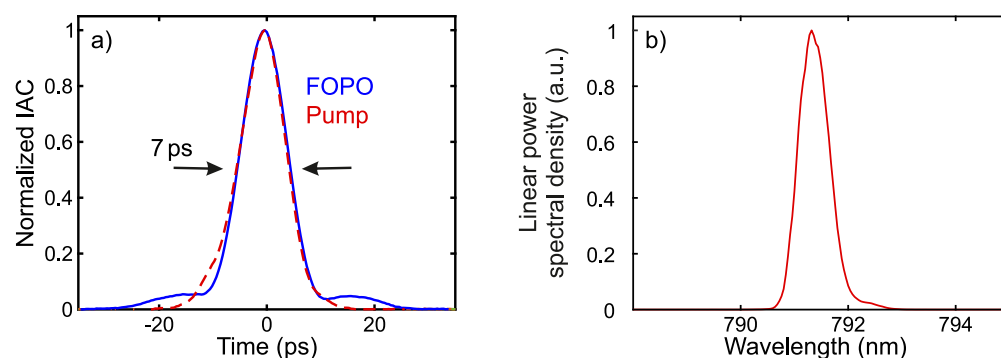 a)
FOPO
Pump
7 ps
Normalized IAC
1
0.8
0.6
0.4
0.2
0
-20 0 20
Time (ps)
b)
Linear power
spectral density (a.u.)
1
0.8
0.6
0.4
0.2
0
790 792 794
Wavelength (nm)